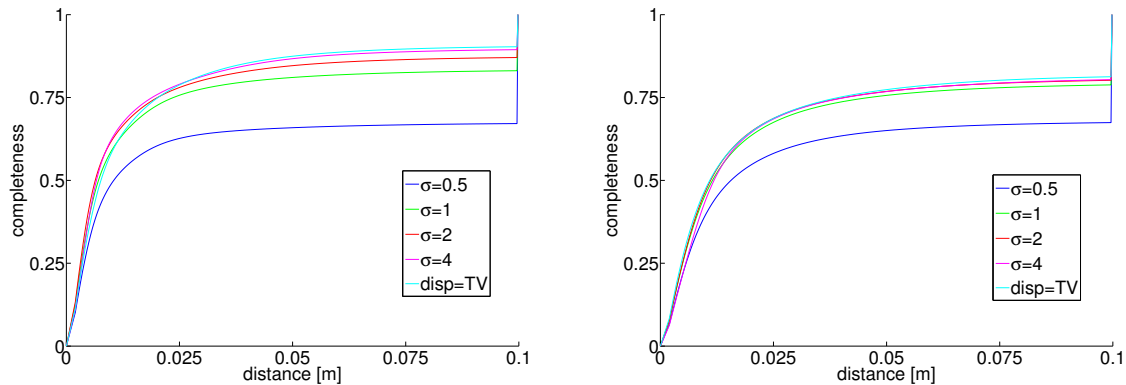 1
0.75
0.5
0.25
0
completeness
σ=0.5
σ=1
σ=2
σ=4
disp=TV
0 0.025 0.05 0.075 0.1
distance [m]
1
0.75
0.5
0.25
0
completeness
σ=0.5
σ=1
σ=2
σ=4
disp=TV
0 0.025 0.05 0.075 0.1
distance [m]